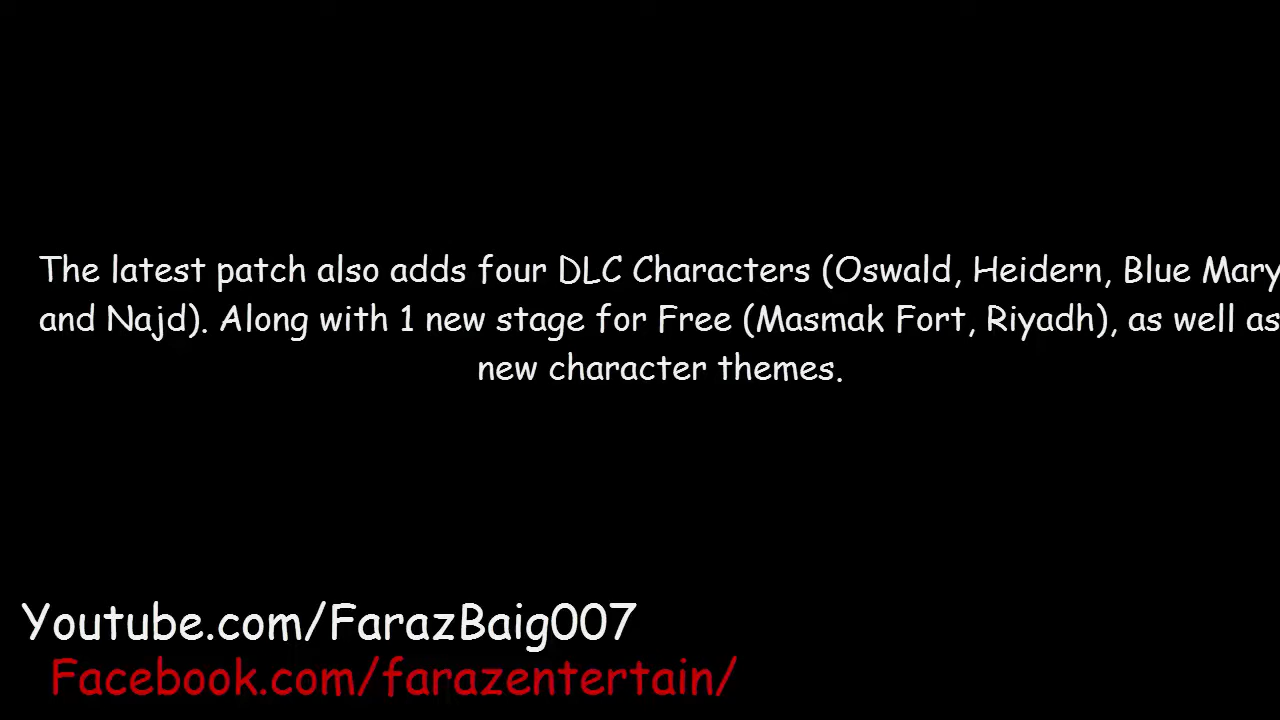 The latest patch also adds four DLC Characters (Oswald, Heidern, Blue Mary
and Najd). Along with 1 new stage for Free (Masmak Fort, Riyadh), as well as
new character themes.
Youtube.com/FarazBaig007
Facebook.com/farazentertain/